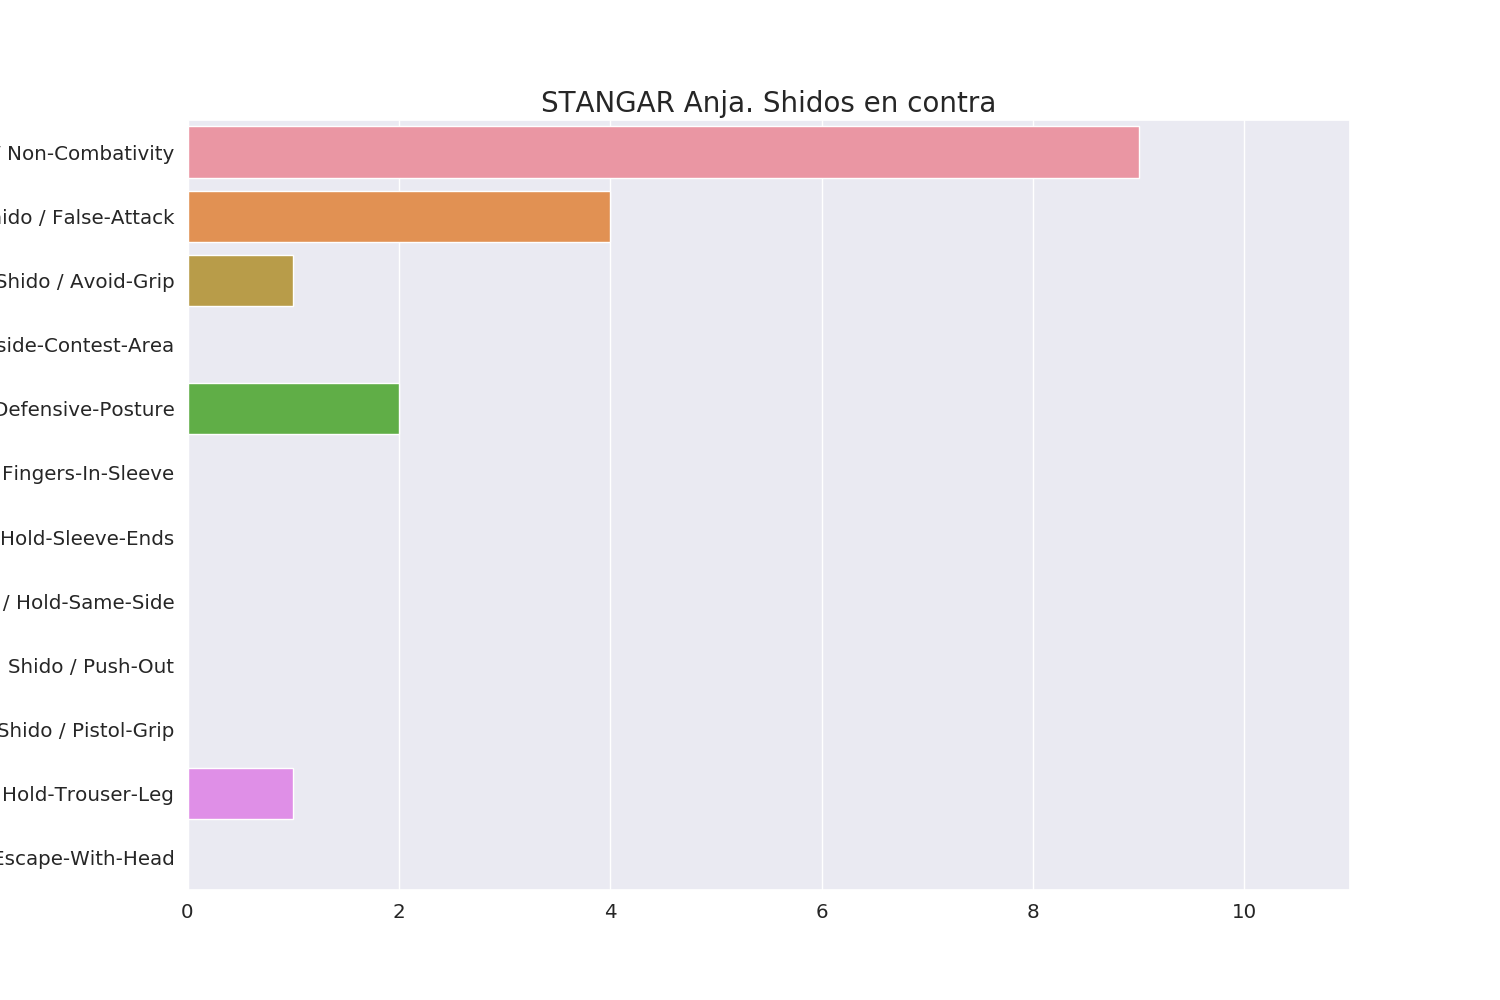 STANGAR Anja. Shidos en contra
/ Non-Combativity
/ False-Attack
Shido / Avoid-Grip
-Contest-Area
Defensive-Posture
Fingers-In-Sleeve
Hold-Sleeve-Ends
/ Hold-Same-Side
Shido / Push-Out
Shido / Pistol-Grip
Hold-Trouser-Leg
Escape-With-Head
0 2 4 6 8 10